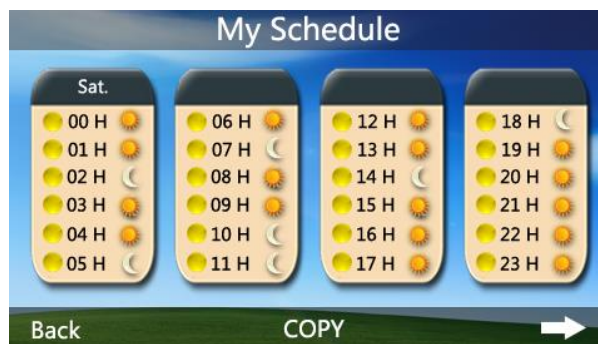 My Schedule
Sat.
00 H
01 H
02 H
03 H
04 H
05 H
06 H
07 H
08 H
09 H
10 H
11 H
12 H
13 H
14 H
15 H
16 H
17 H
18 H
19 H
20 H
21 H
22 H
23 H
Back
COPY